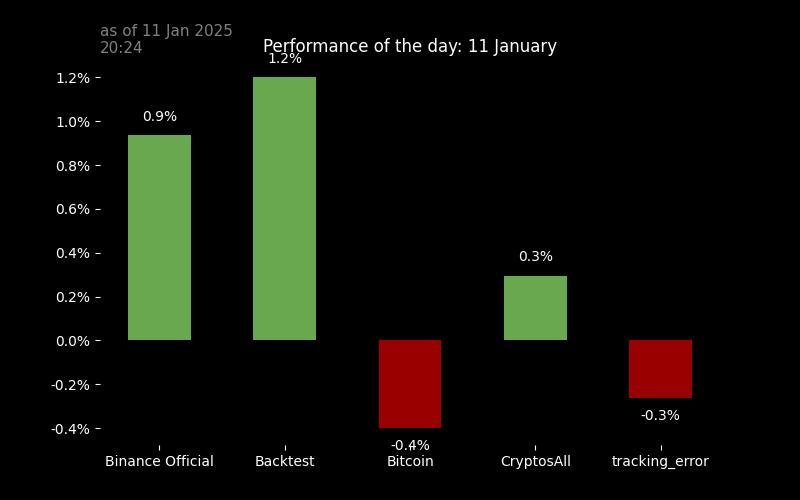 as of 11 Jan 2025
20:24
Performance of the day: 11 January
1.2%
1.2%
1.0%
0.9%
0.8%
0.6%
0.4%
0.3%
0.2%
0.0%
-0.2%
-0.3%
-0.4%
-0.4%
Binance Official
Backtest
Bitcoin
CryptosAll
tracking_error